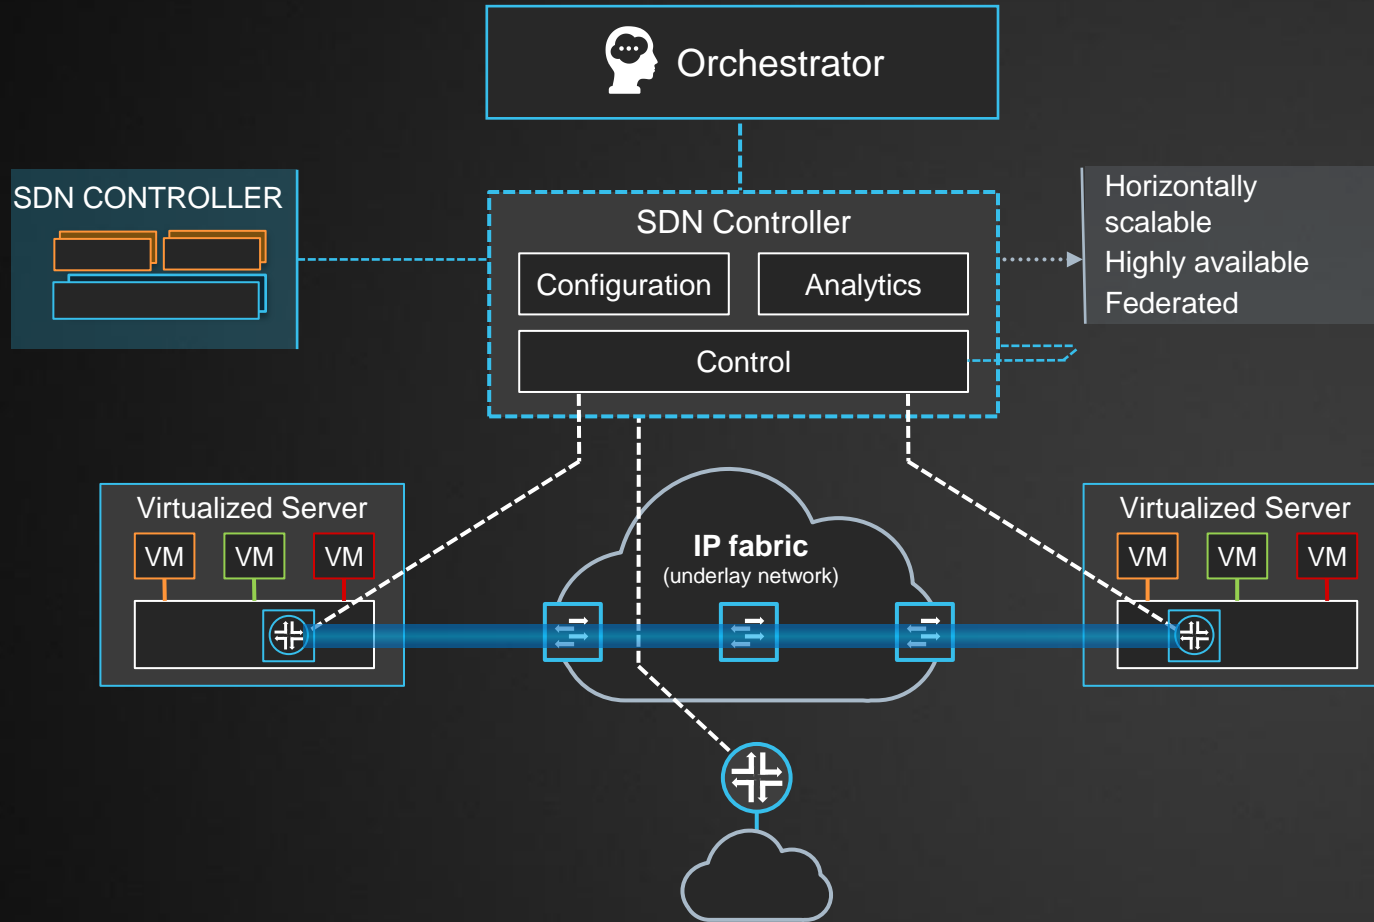 Orchestrator
SDN CONTROLLER
SDN Controller
Configuration
Analytics
Control
Horizontally
scalable
Highly available
Federated
Virtualized Server
VM
VM
VM
IP fabric
(underlay network)
Virtualized Server
VM
VM
VM